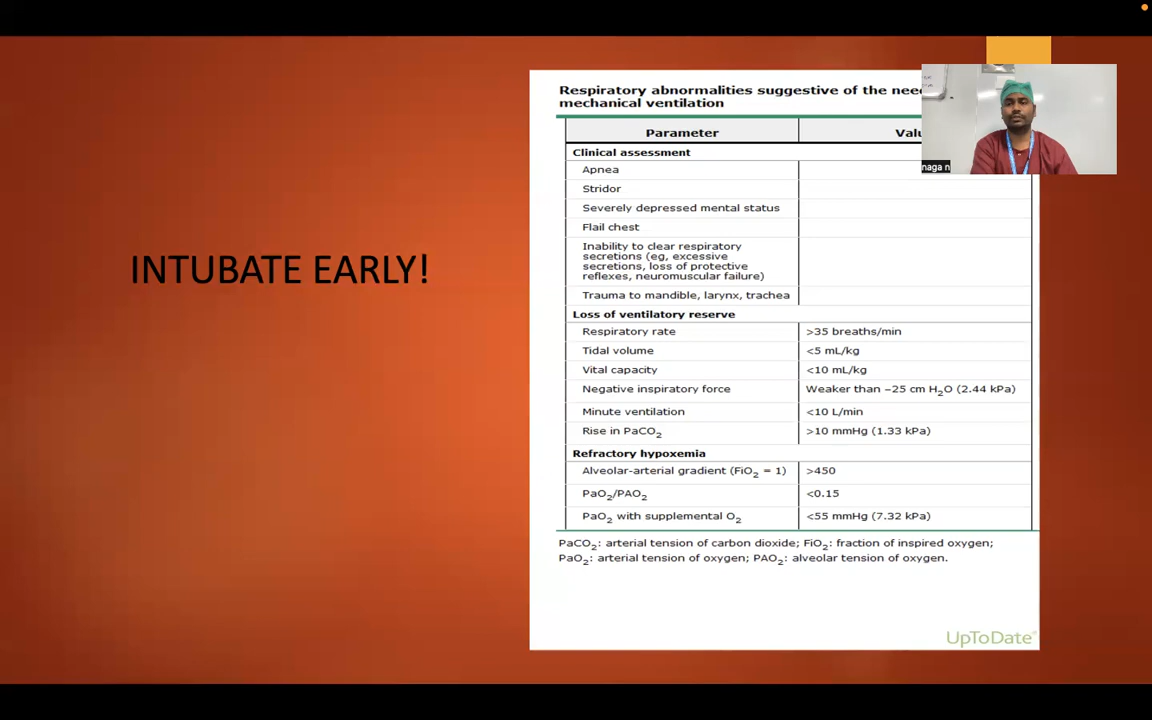 INTUBATE EARLY!
Respiratory abnormalities suggestive of the nee
mechanical ventilation
Parameter Valu
Clinical assessment
Apnea
Stridor
Severely depressed mental status
Flail chest
Inability to clear respiratory
secretions (eg, excessive
secretions, loss of protective
reflexes, neuromuscular failure)
Trauma to mandible, larynx, trachea
Loss of ventilatory reserve
Respiratory rate >35 breaths/min
Tidal volume <5 mL/kg
Vital capacity <10 mL/kg
Negative inspiratory force Weaker than −25 cm H₂O (2.44 kPa)
Minute ventilation <10 L/min
Rise in PaCO₂ >10 mmHg (1.33 kPa)
Refractory hypoxemia
Alveolar-arterial gradient (FiO₂ = 1) >450
PaO₂/PAO₂ <0.15
PaO₂ with supplemental O₂ <55 mmHg (7.32 kPa)
PaCO₂: arterial tension of carbon dioxide; FiO₂: fraction of inspired oxygen;
PaO₂: arterial tension of oxygen; PAO₂: alveolar tension of oxygen.
UpToDate®
naga n